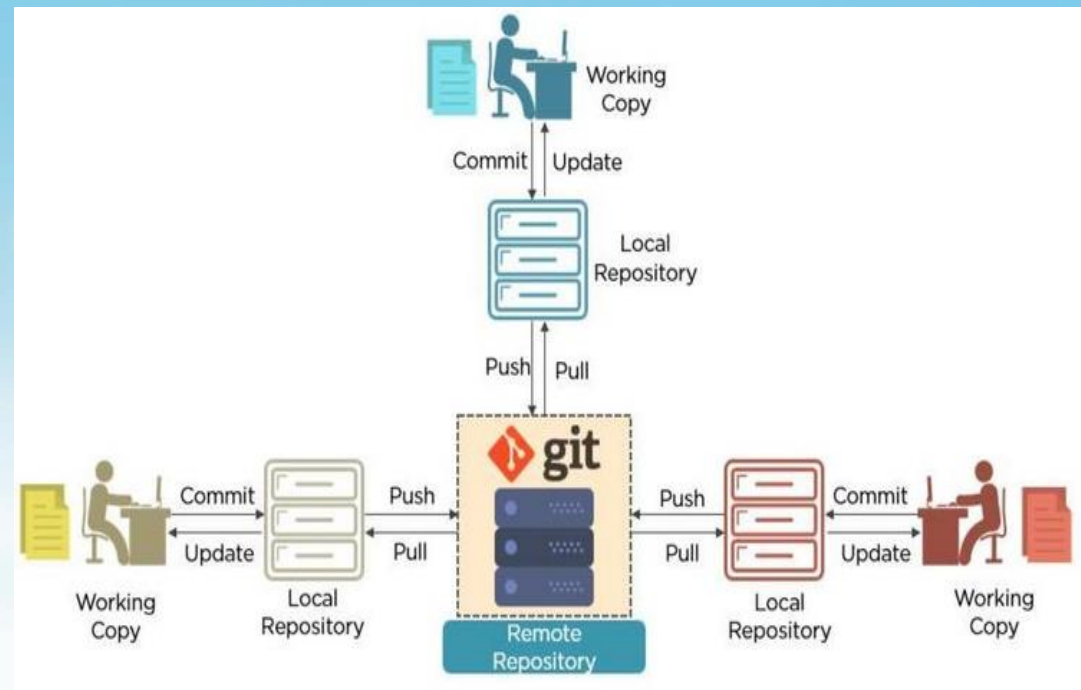 Working
Copy
Commit
Update
Local
Repository
Push
Pull
git
Commit
Update
Push
Pull
Push
Pull
Commit
Update
Working
Copy
Local
Repository
Remote
Repository
Local
Repository
Working
Copy